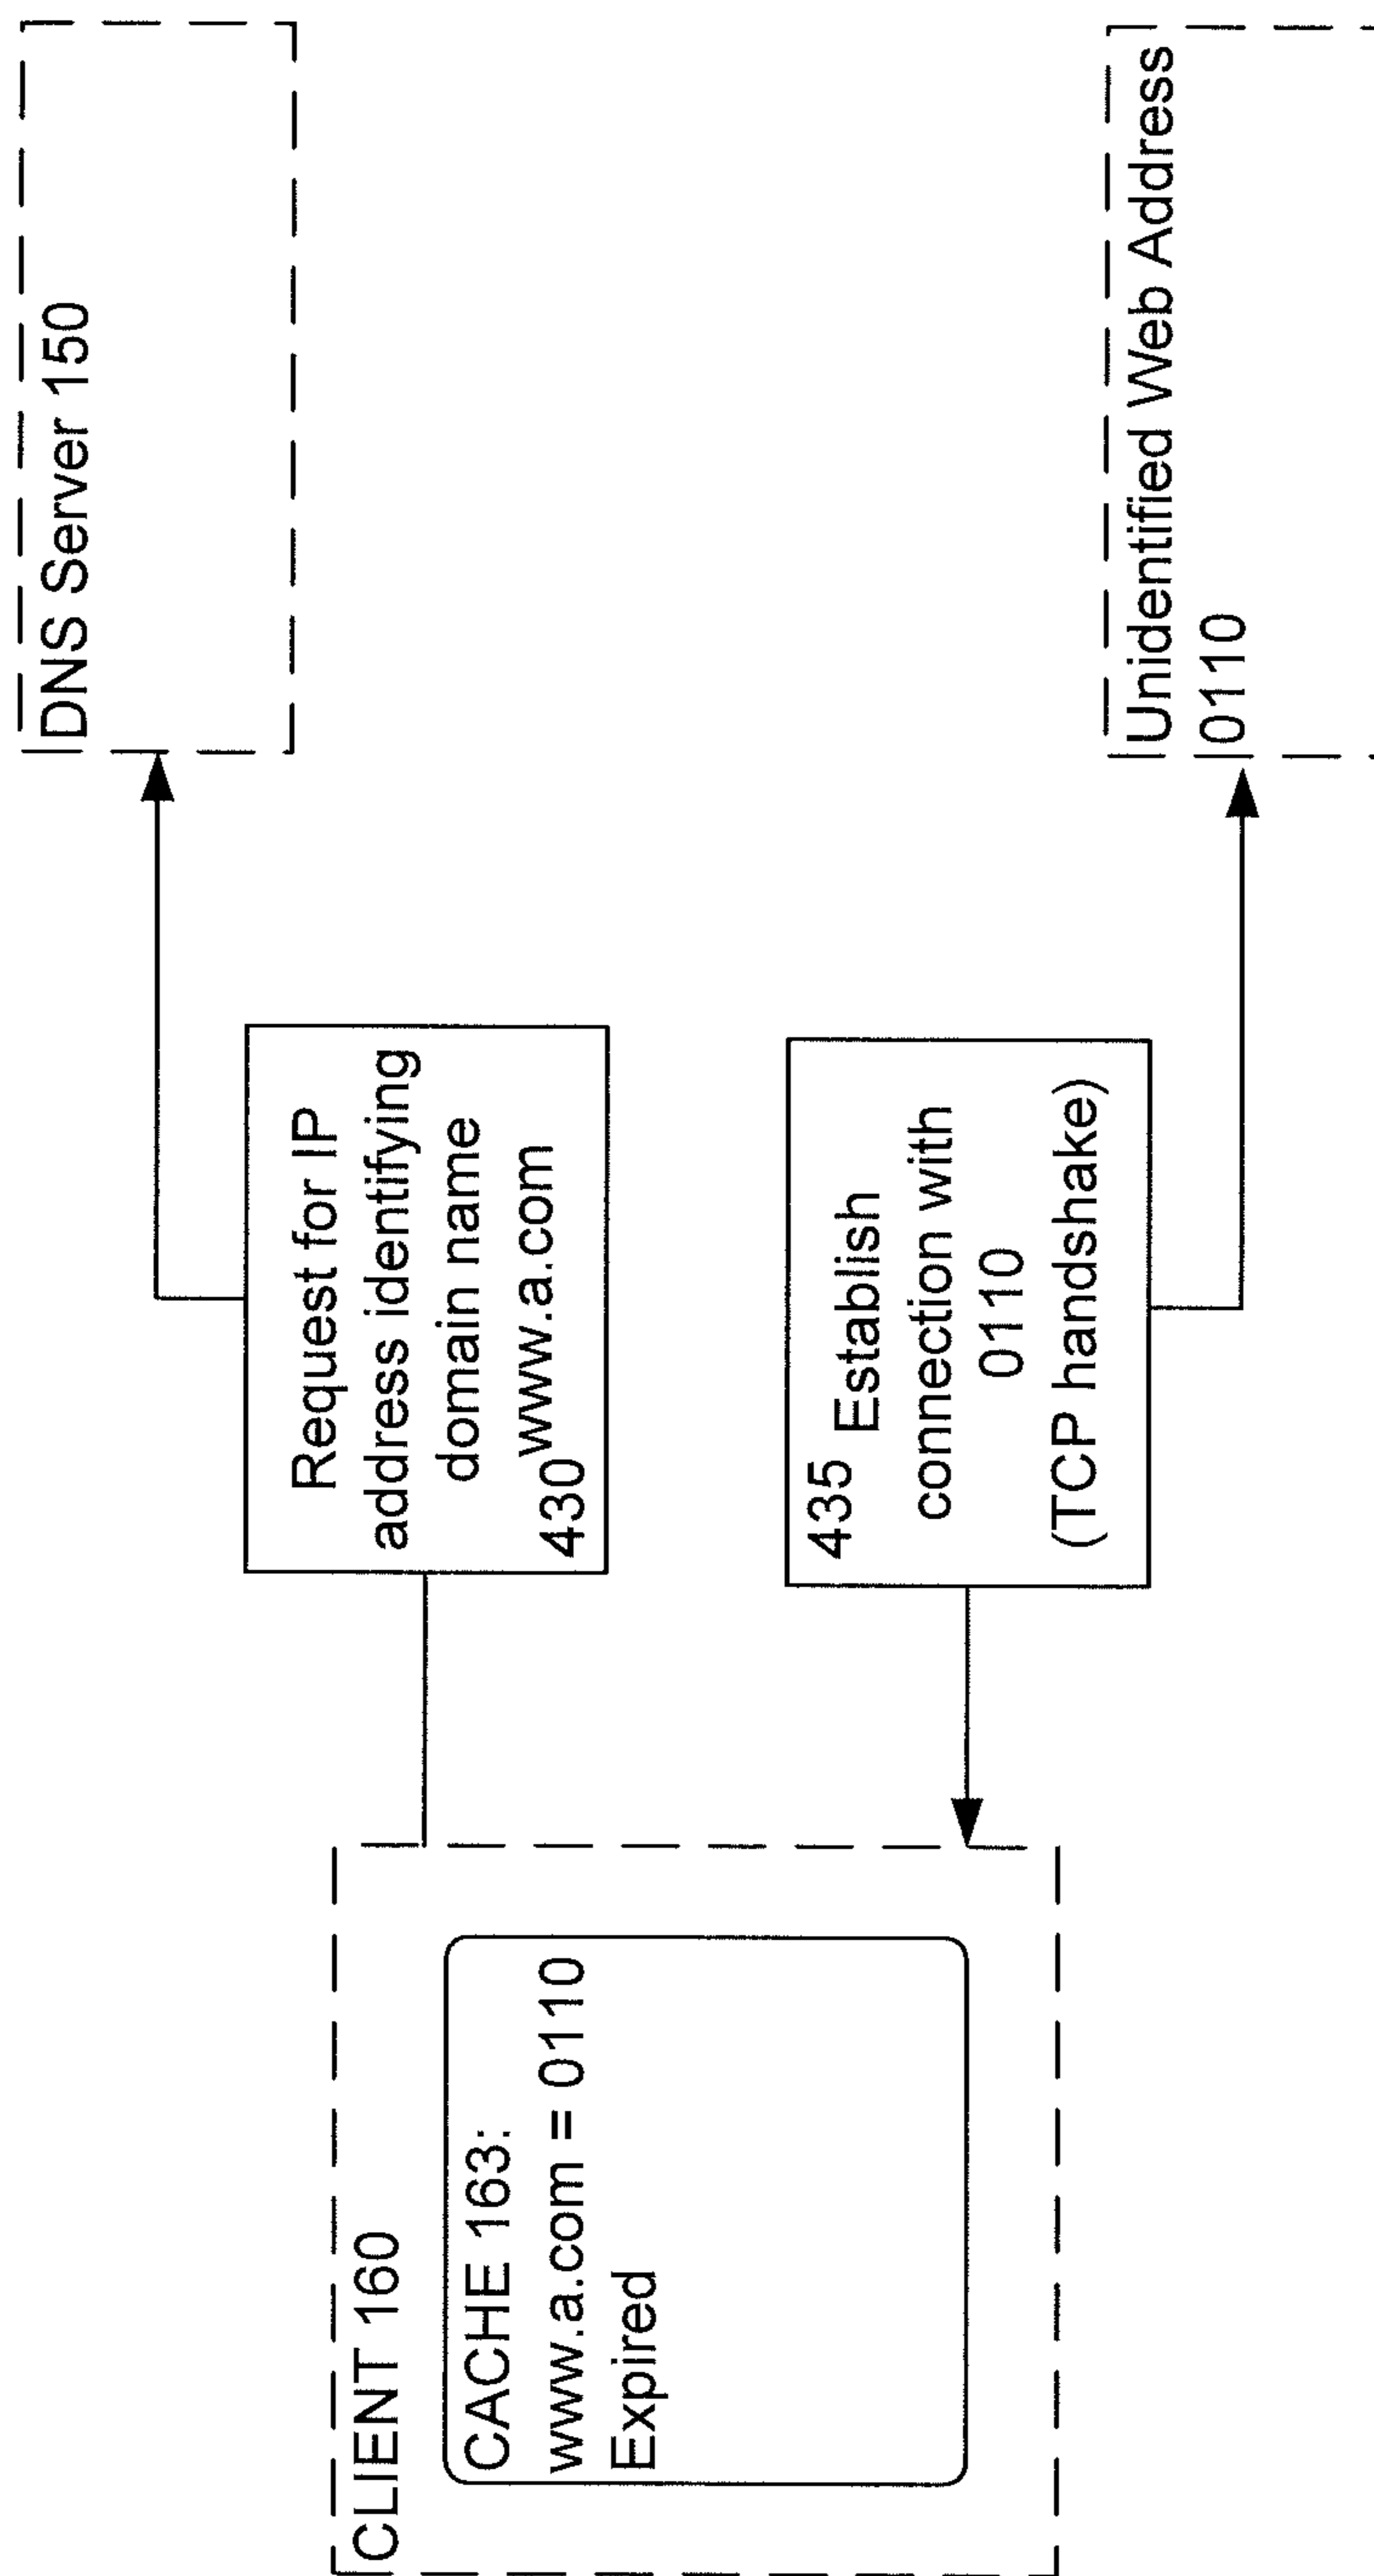 DNS Server 150
Request for IP
address identifying
domain name
www.a.com
430
CLIENT 160
CACHE 163:
www.a.com = 0110
Expired
435 Establish
connection with
0110
(TCP handshake)
Unidentified Web Address
0110